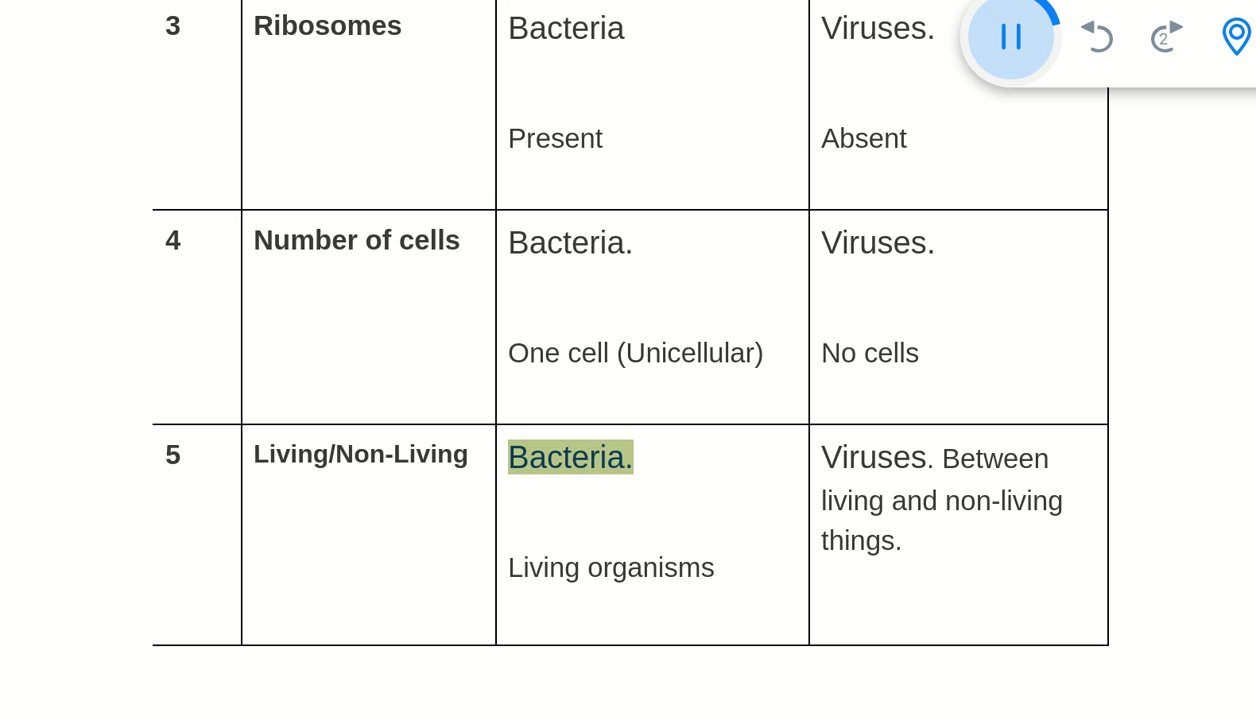 3 Ribosomes Bacteria Viruses.
Present Absent
4 Number of cells Bacteria. Viruses.
One cell (Unicellular) No cells
5 Living/Non-Living Bacteria. Viruses. Between
living and non-living
things.
Living organisms
2